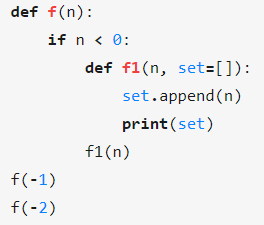 def f(n):
    if n < 0:
        def f1(n, set=[]):
            set.append(n)
            print(set)
        f1(n)
f(-1)
f(-2)